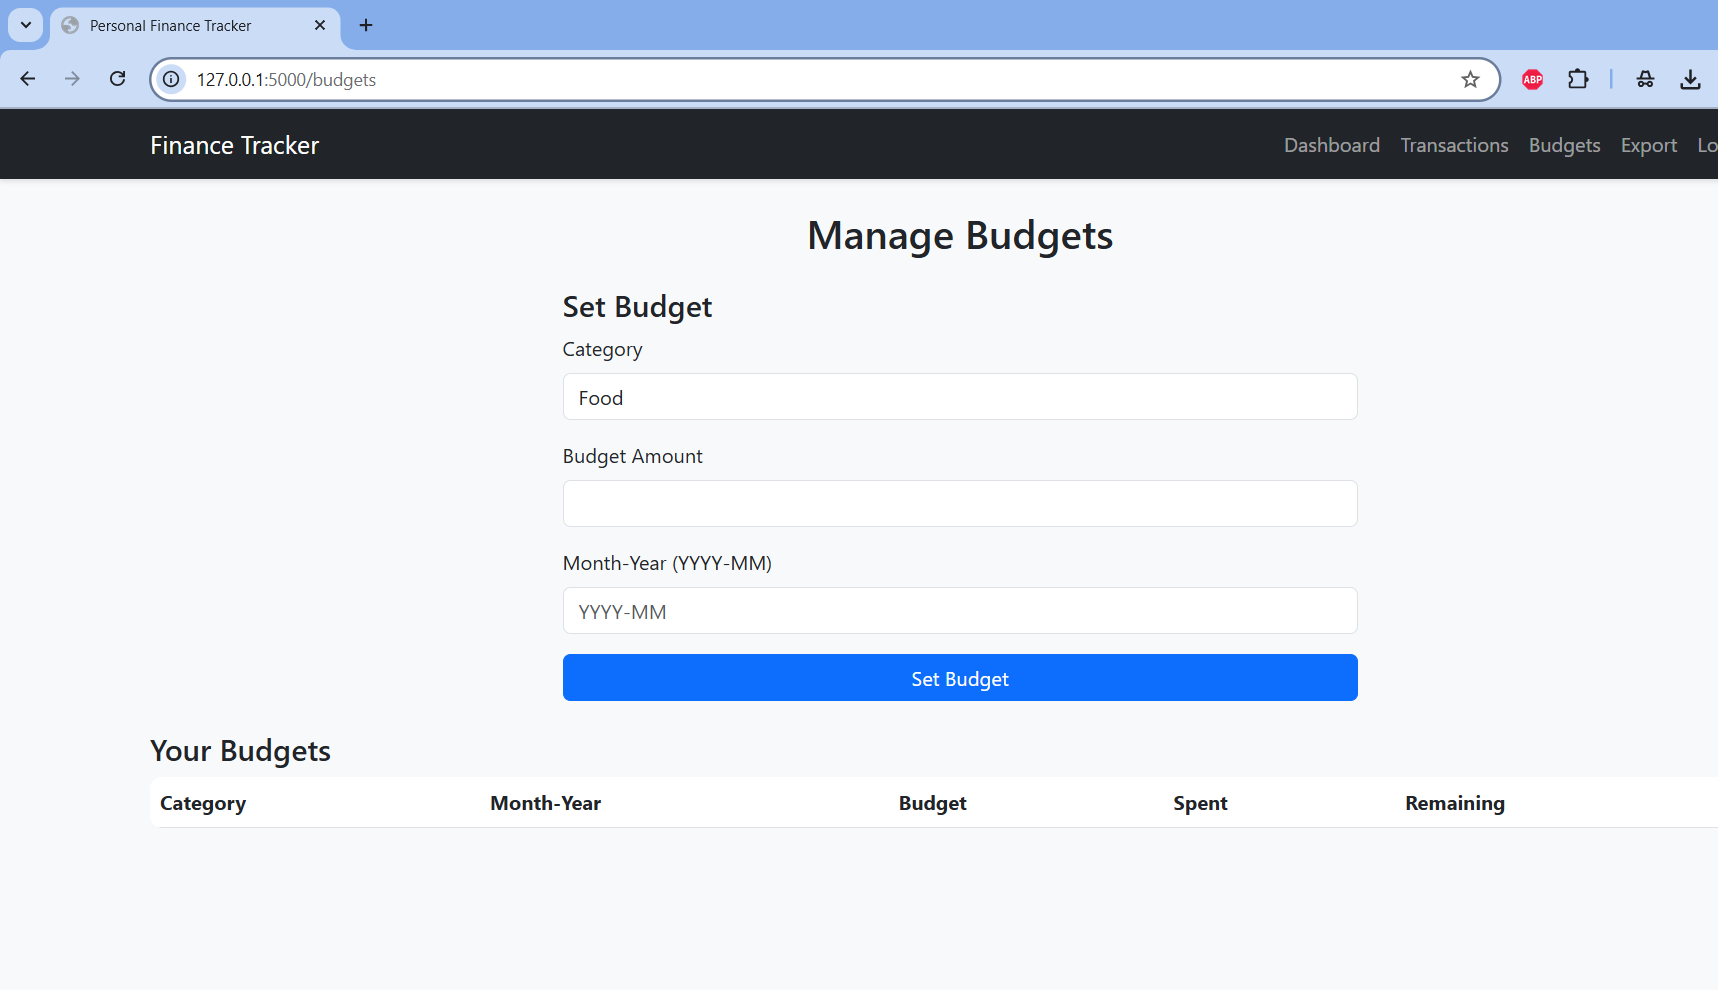 Personal Finance Tracker
127.0.0.1:5000/budgets
ABP
Finance Tracker Dashboard Transactions Budgets Export Lo
Manage Budgets
Set Budget
Category
Food
Budget Amount
Month-Year (YYYY-MM)
YYYY-MM
Set Budget
Your Budgets
Category Month-Year Budget Spent Remaining